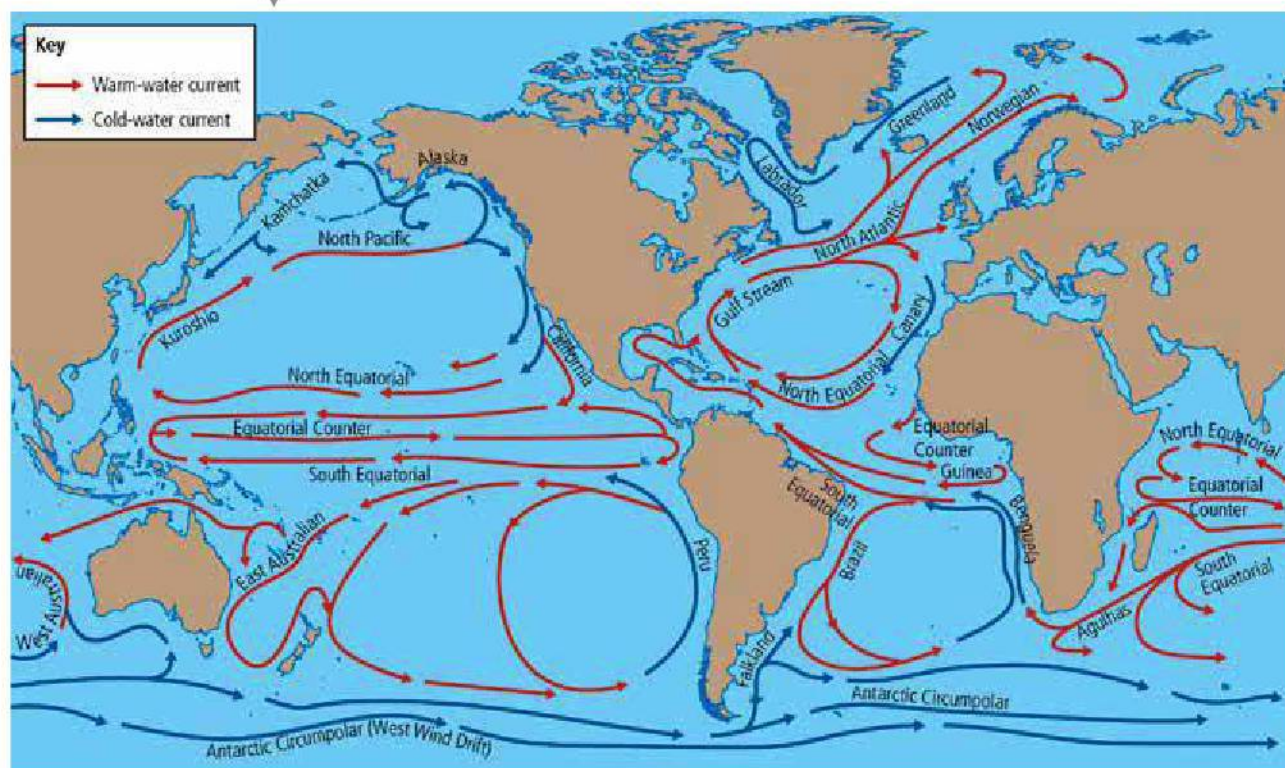 Key
Warm-water current
Cold-water current
Alaska
Kamchatka
North Pacific
Kuroshio
California
North Equatorial
Equatorial Counter
South Equatorial
East Australian
West Australian
Peru
Antarctic Circumpolar (West Wind Drift)
Greenland
Norwegian
Labrador
North Atlantic
Gulf Stream
Canary
North Equatorial
Equatorial
Counter
Guinea
South
Equatorial
Brazil
Benguela
Falkland
Antarctic Circumpolar
North Equatorial
Equatorial
Counter
South
Equatorial
Agulhas